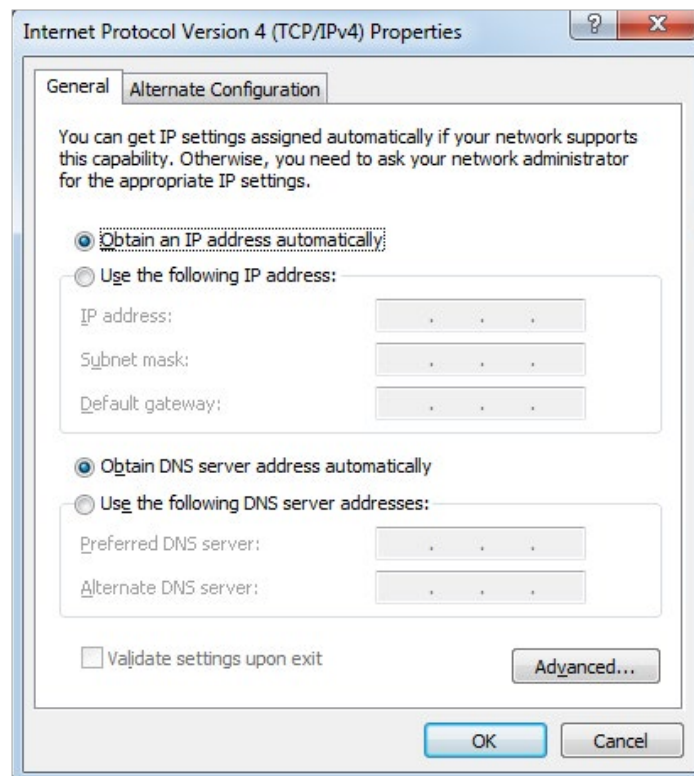 Internet Protocol Version 4 (TCP/IPv4) Properties
General
Alternate Configuration
You can get IP settings assigned automatically if your network supports
this capability. Otherwise, you need to ask your network administrator
for the appropriate IP settings.
Obtain an IP address automatically
Use the following IP address:
IP address:
Subnet mask:
Default gateway:
Obtain DNS server address automatically
Use the following DNS server addresses:
Preferred DNS server:
Alternate DNS server:
Validate settings upon exit
Advanced...
OK
Cancel